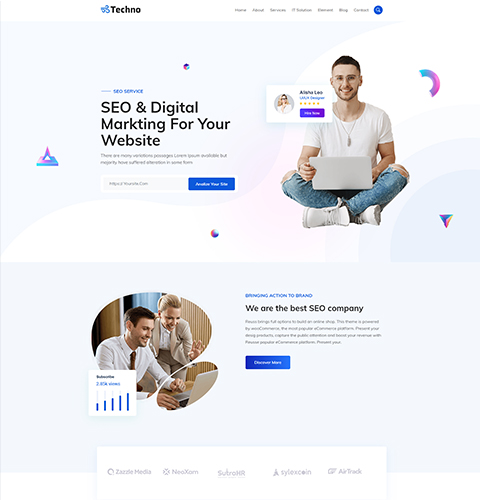 Techno
Home About Services IT Solution Element Blog Contact
SEO SERVICE
SEO & Digital
Markting For Your
Website
There are many variations passages Lorem Ipsum available but
majority have suffered alteration in some form
Https://Yoursite.Com
Analize Your Site
Alisha Leo
UI/UX Designer
Hire Now
BRINGING ACTION TO BRAND
We are the best SEO company
brings full options to build an online shop. This theme is powered
by wooCommerce, the most popular eCommerce platform. Present your
design products, capture the public attention and boost your revenue with
popular eCommerce platform. Present your.
Discover More
Subscribe
2.85k views
Zazzle Media
NooXom
SutroHR
sylexcoin
AirTrack